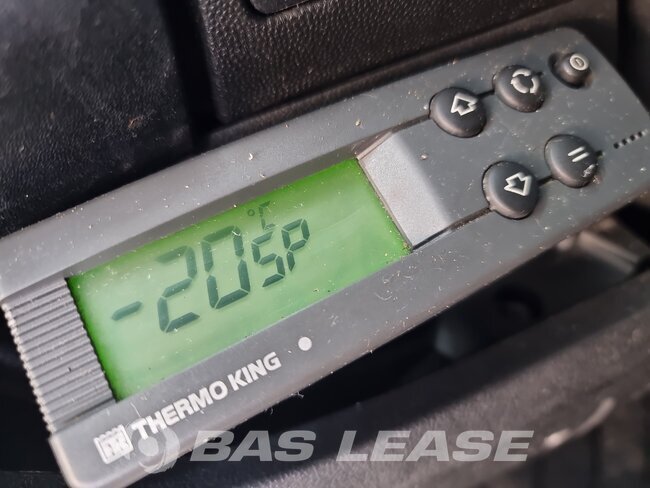 -20 °C SP
THERMO KING
BAS LEASE